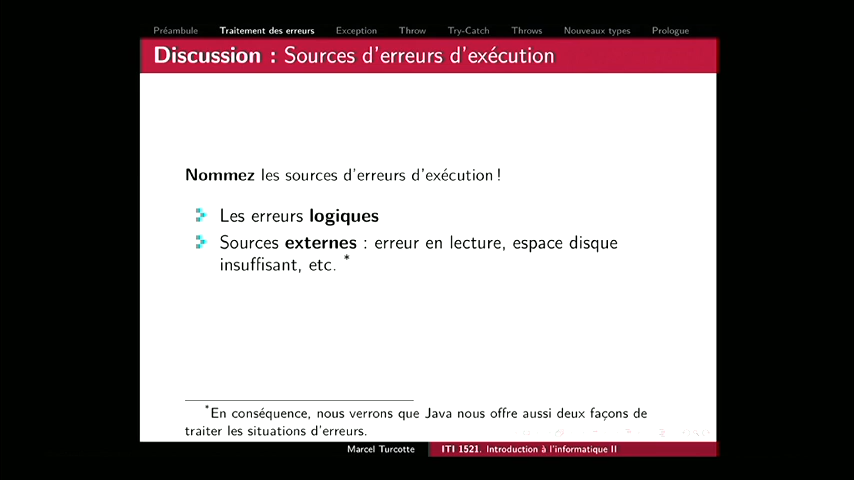 Préambule Traitement des erreurs Exception Throw Try-Catch Throws Nouveaux types Prologue
Discussion : Sources d'erreurs d'exécution
Nommez les sources d'erreurs d'exécution !
Les erreurs logiques
Sources externes : erreur en lecture, espace disque
insuffisant, etc. *
*En conséquence, nous verrons que Java nous offre aussi deux façons de
traiter les situations d'erreurs.
Marcel Turcotte ITI 1521. Introduction à l'informatique II